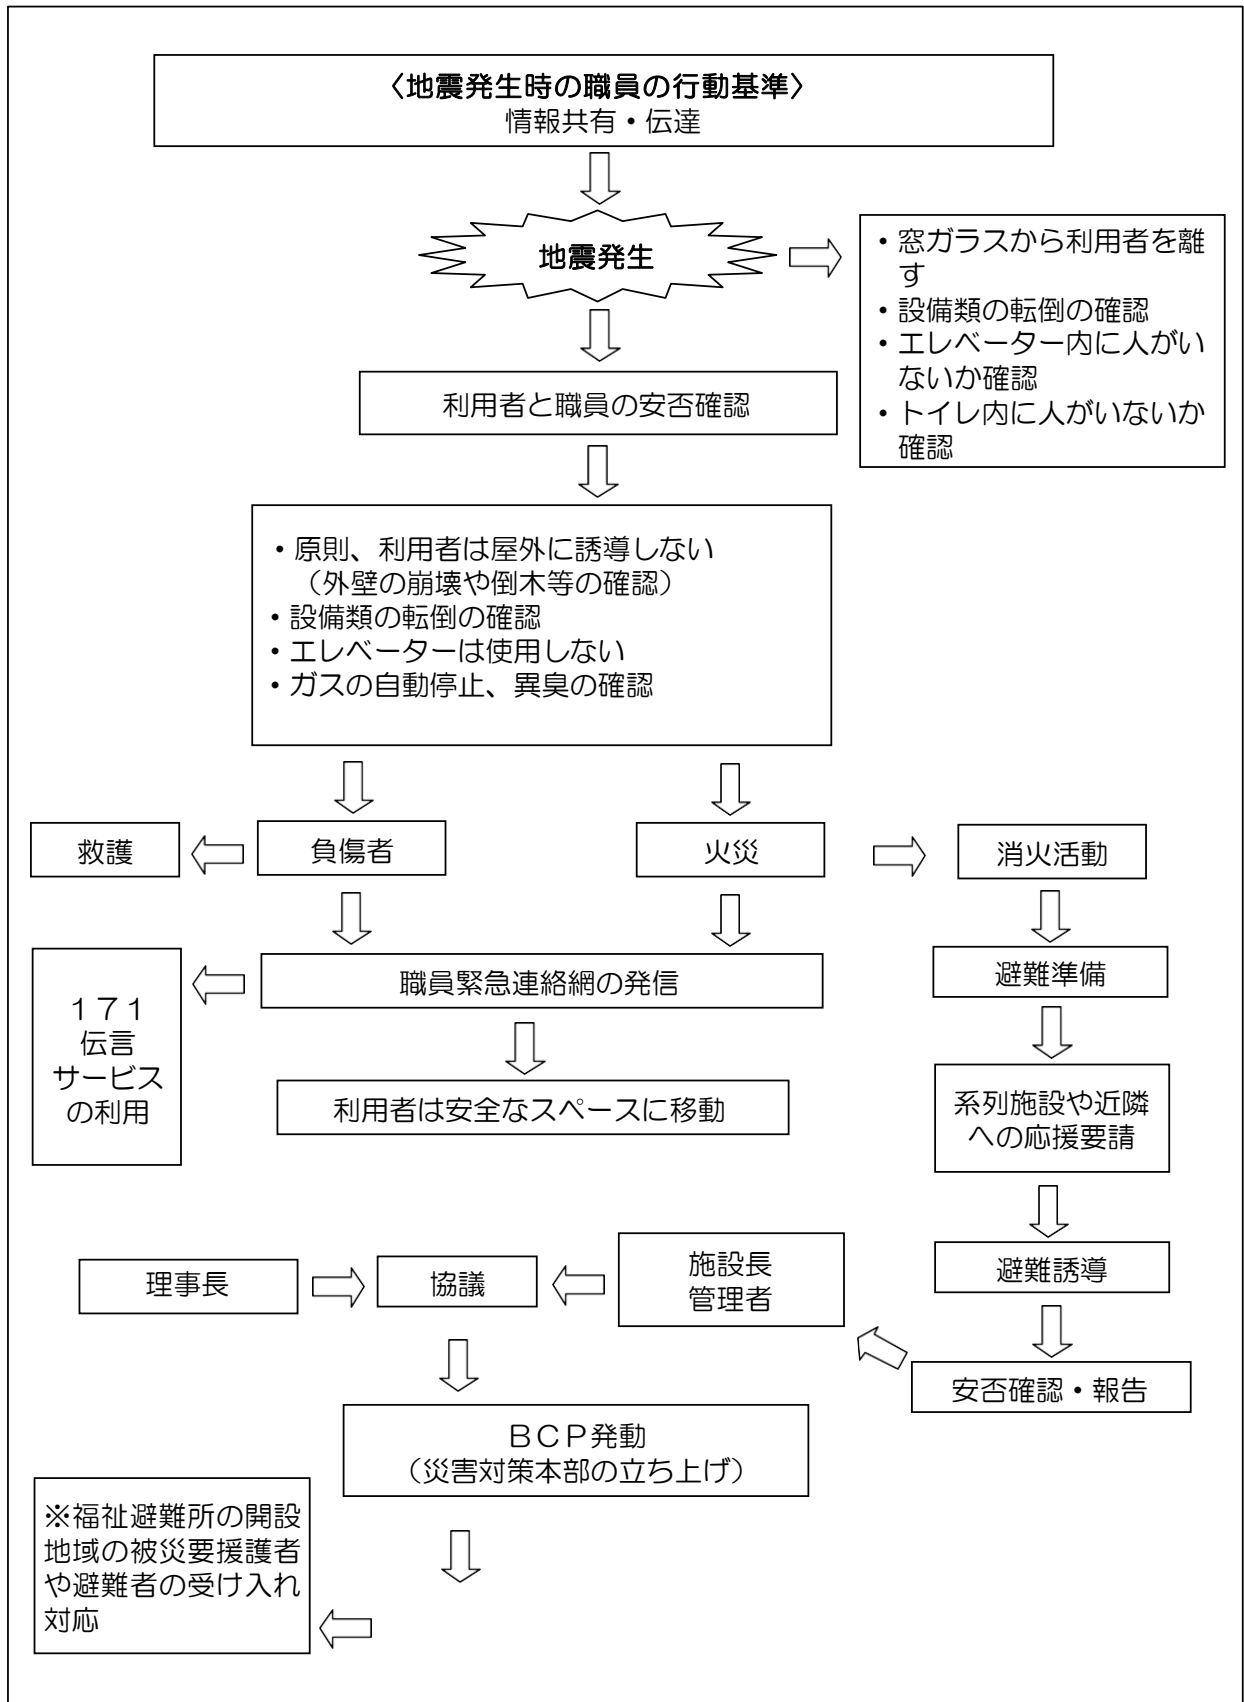 〈地震発生時の職員の行動基準〉
情報共有・伝達
地震発生
・窓ガラスから利用者を離
す
・設備類の転倒の確認
・エレベーター内に人がい
ないか確認
・トイレ内に人がいないか
確認
利用者と職員の安否確認
・原則、利用者は屋外に誘導しない
（外壁の崩壊や倒木等の確認）
・設備類の転倒の確認
・エレベーターは使用しない
・ガスの自動停止、異臭の確認
救護
負傷者
火災
消火活動
職員緊急連絡網の発信
避難準備
１７１
伝言
サービス
の利用
利用者は安全なスペースに移動
系列施設や近隣
への応援要請
理事長
協議
施設長
管理者
避難誘導
安否確認・報告
ＢＣＰ発動
（災害対策本部の立ち上げ）
※福祉避難所の開設
地域の被災要援護者
や避難者の受け入れ
対応